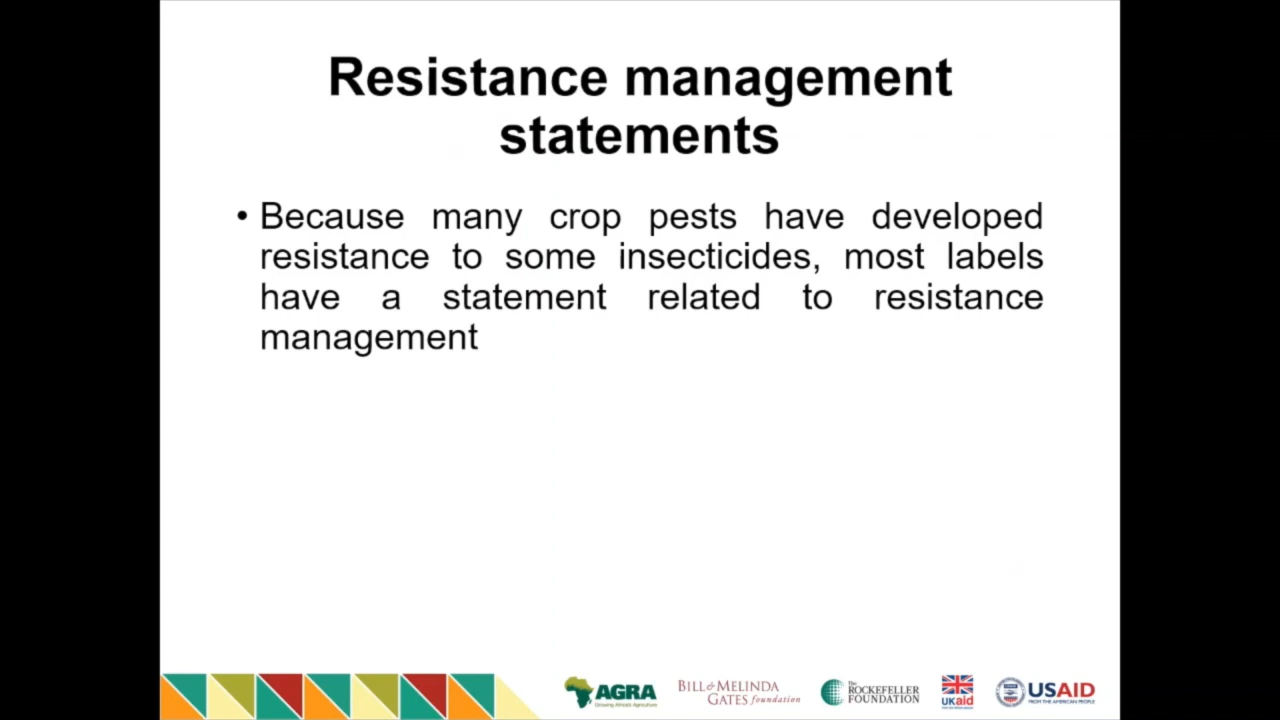 Resistance management
statements
• Because many crop pests have developed
resistance to some insecticides, most labels
have a statement related to resistance
management
AGRA
Growing Africa's Agriculture
BILL & MELINDA
GATES foundation
The
ROCKEFELLER
FOUNDATION
ukaid
USAID
FROM THE AMERICAN PEOPLE